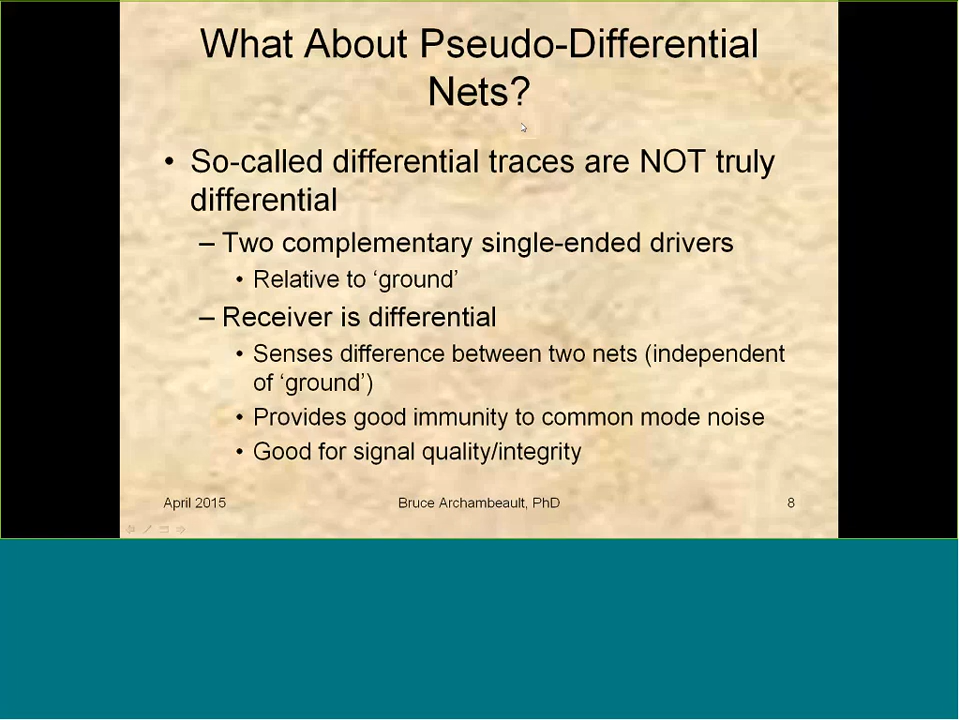 What About Pseudo-Differential
Nets?
• So-called differential traces are NOT truly
differential
– Two complementary single-ended drivers
• Relative to ‘ground’
– Receiver is differential
• Senses difference between two nets (independent
of ‘ground’)
• Provides good immunity to common mode noise
• Good for signal quality/integrity
April 2015 Bruce Archambeault, PhD 8